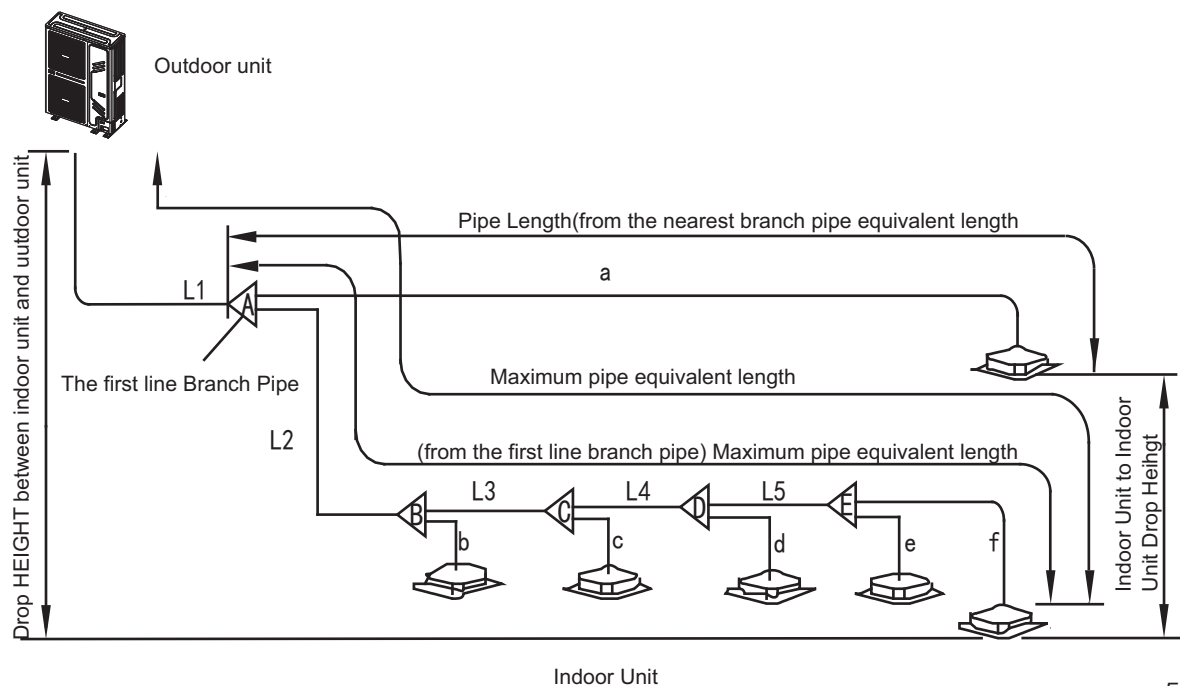 Outdoor unit
Drop HEIGHT between indoor unit and uutdoor unit
Pipe Length(from the nearest branch pipe equivalent length
a
L1
A
The first line Branch Pipe
Maximum pipe equivalent length
L2
(from the first line branch pipe) Maximum pipe equivalent length
Indoor Unit to Indoor
Unit Drop Heihgt
L3
L4
L5
B
C
D
E
b
c
d
e
f
Indoor Unit